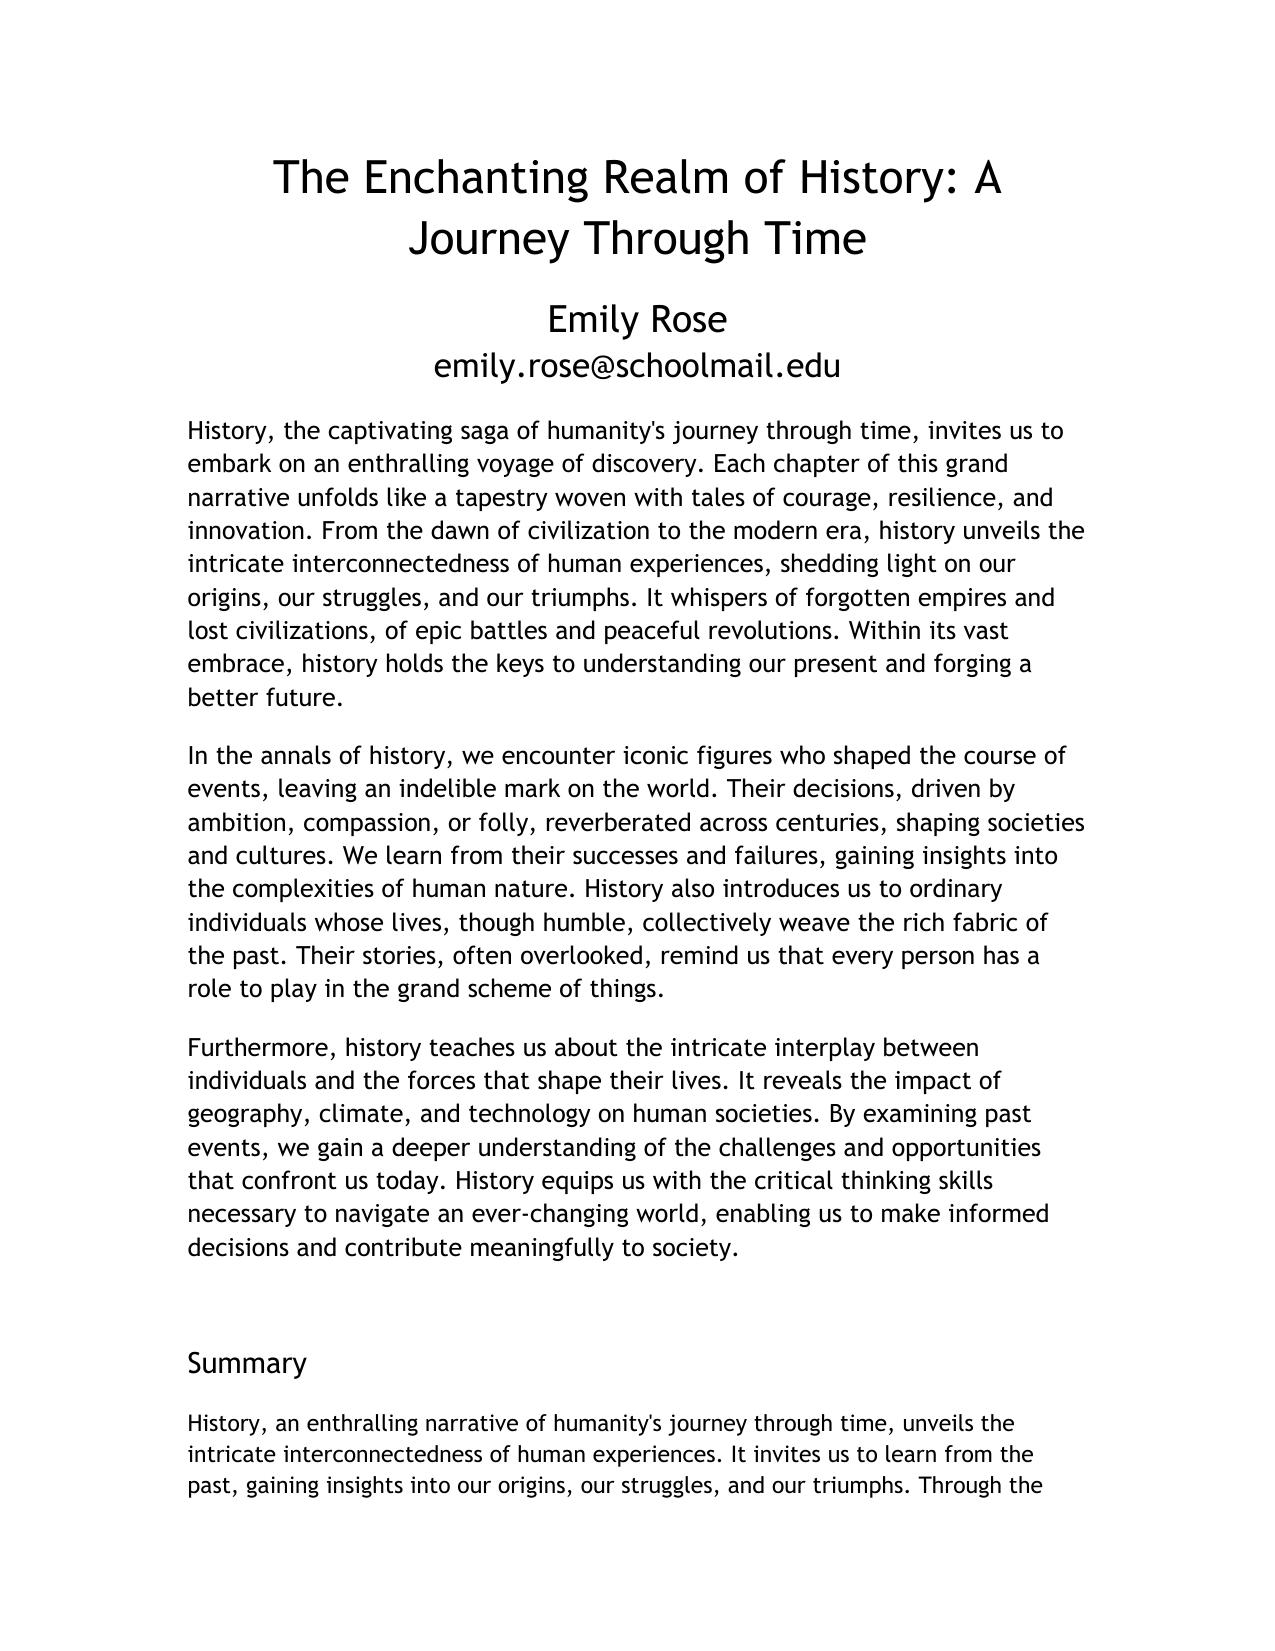 The Enchanting Realm of History: A
Journey Through Time
Emily Rose
emily.rose@schoolmail.edu
History, the captivating saga of humanity's journey through time, invites us to
embark on an enthralling voyage of discovery. Each chapter of this grand
narrative unfolds like a tapestry woven with tales of courage, resilience, and
innovation. From the dawn of civilization to the modern era, history unveils the
intricate interconnectedness of human experiences, shedding light on our
origins, our struggles, and our triumphs. It whispers of forgotten empires and
lost civilizations, of epic battles and peaceful revolutions. Within its vast
embrace, history holds the keys to understanding our present and forging a
better future.
In the annals of history, we encounter iconic figures who shaped the course of
events, leaving an indelible mark on the world. Their decisions, driven by
ambition, compassion, or folly, reverberated across centuries, shaping societies
and cultures. We learn from their successes and failures, gaining insights into
the complexities of human nature. History also introduces us to ordinary
individuals whose lives, though humble, collectively weave the rich fabric of
the past. Their stories, often overlooked, remind us that every person has a
role to play in the grand scheme of things.
Furthermore, history teaches us about the intricate interplay between
individuals and the forces that shape their lives. It reveals the impact of
geography, climate, and technology on human societies. By examining past
events, we gain a deeper understanding of the challenges and opportunities
that confront us today. History equips us with the critical thinking skills
necessary to navigate an ever-changing world, enabling us to make informed
decisions and contribute meaningfully to society.
Summary
History, an enthralling narrative of humanity's journey through time, unveils the
intricate interconnectedness of human experiences. It invites us to learn from the
past, gaining insights into our origins, our struggles, and our triumphs. Through the